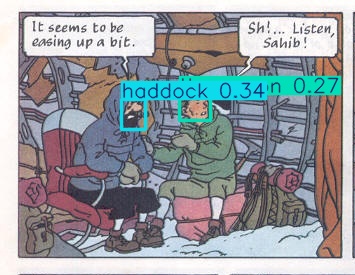 It seems to be
easing up a bit.
Sh!... Listen,
Sahib!
haddock 0.34
n 0.27